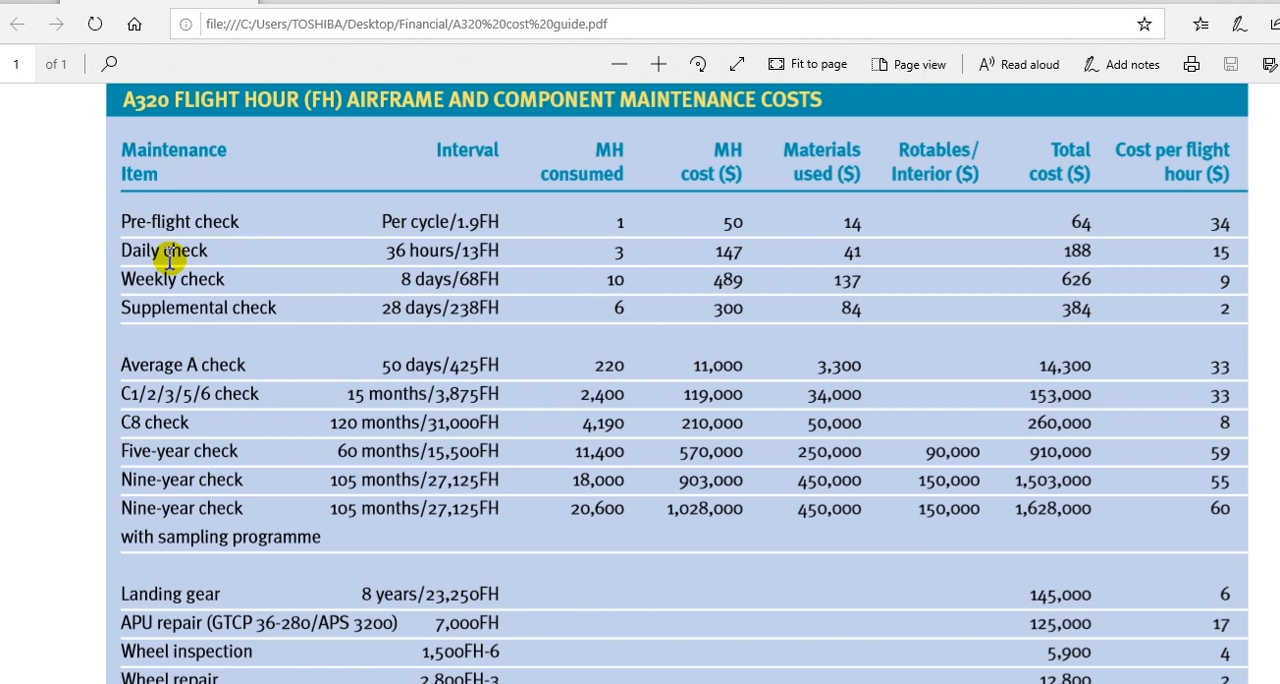 file:///C:/Users/TOSHIBA/Desktop/Financial/A320%20cost%20guide.pdf
1 of 1 Fit to page Page view Read aloud Add notes
A320 FLIGHT HOUR (FH) AIRFRAME AND COMPONENT MAINTENANCE COSTS
Maintenance Interval MH MH Materials Rotables/ Total Cost per flight
Item consumed cost ($) used ($) Interior ($) cost ($) hour ($)
Pre-flight check Per cycle/1.9FH 1 50 14 64 34
Daily check 36 hours/13FH 3 147 41 188 15
Weekly check 8 days/68FH 10 489 137 626 9
Supplemental check 28 days/238FH 6 300 84 384 2
Average A check 50 days/425FH 220 11,000 3,300 14,300 33
C1/2/3/5/6 check 15 months/3,875FH 2,400 119,000 34,000 153,000 33
C8 check 120 months/31,000FH 4,190 210,000 50,000 260,000 8
Five-year check 60 months/15,500FH 11,400 570,000 250,000 90,000 910,000 59
Nine-year check 105 months/27,125FH 18,000 903,000 450,000 150,000 1,503,000 55
Nine-year check 105 months/27,125FH 20,600 1,028,000 450,000 150,000 1,628,000 60
with sampling programme
Landing gear 8 years/23,250FH 145,000 6
APU repair (GTCP 36-280/APS 3200) 7,000FH 125,000 17
Wheel inspection 1,500FH-6 5,900 4
Wheel repair 2,800FH-3 12,800 2